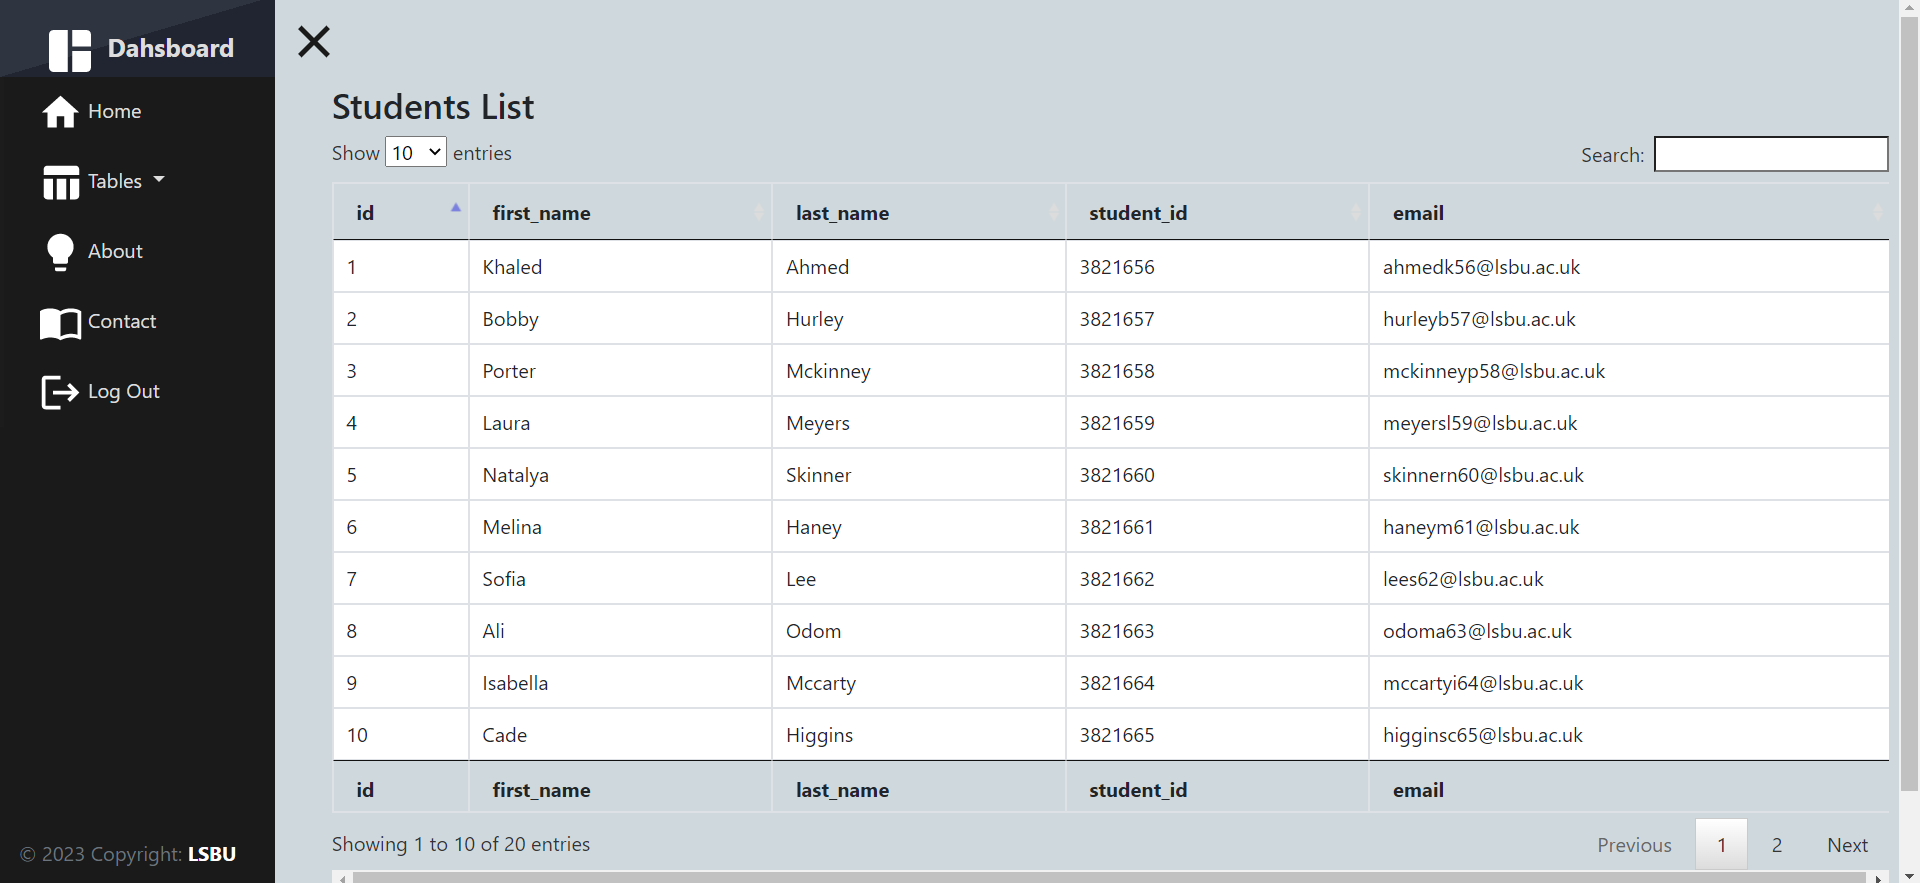 Dahsboard
Home
Tables
About
Contact
Log Out
© 2023 Copyright: LSBU
Students List
Show 10 entries
Search:
id first_name last_name student_id email
1 Khaled Ahmed 3821656 ahmedk56@lsbu.ac.uk
2 Bobby Hurley 3821657 hurleyb57@lsbu.ac.uk
3 Porter Mckinney 3821658 mckinneyp58@lsbu.ac.uk
4 Laura Meyers 3821659 meyersl59@lsbu.ac.uk
5 Natalya Skinner 3821660 skinnern60@lsbu.ac.uk
6 Melina Haney 3821661 haneym61@lsbu.ac.uk
7 Sofia Lee 3821662 lees62@lsbu.ac.uk
8 Ali Odom 3821663 odoma63@lsbu.ac.uk
9 Isabella Mccarty 3821664 mccartyi64@lsbu.ac.uk
10 Cade Higgins 3821665 higginsc65@lsbu.ac.uk
id first_name last_name student_id email
Showing 1 to 10 of 20 entries
Previous 1 2 Next